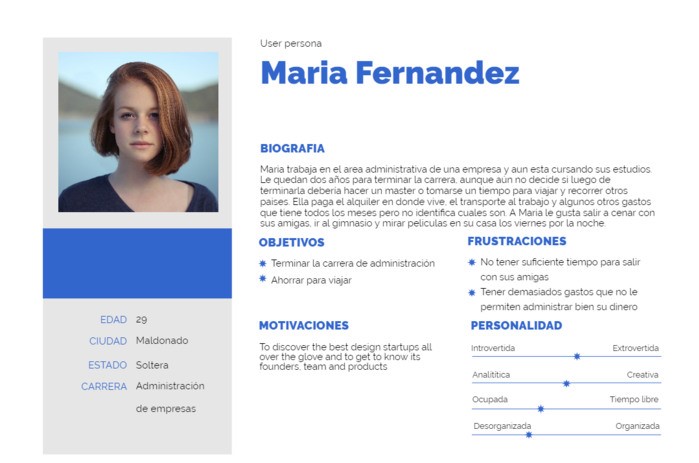 User persona
Maria Fernandez
BIOGRAFIA
Maria trabaja en el area administrativa de una empresa y aun esta cursando sus estudios.
Le quedan dos años para terminar la carrera, aunque aún no decide si luego de
terminarla debería hacer un master o tomarse un tiempo para viajar y recorrer otros
paises. Ella paga el alquiler en donde vive, el transporte al trabajo y algunos otros gastos
que tiene todos los meses pero no identifica cuales son. A Maria le gusta salir a cenar con
sus amigas, ir al gimnasio y mirar peliculas en su casa los viernes por la noche.
OBJETIVOS
Terminar la carrera de administración
Ahorrar para viajar
FRUSTRACIONES
No tener suficiente tiempo para salir
con sus amigas
Tener demasiados gastos que no le
permiten administrar bien su dinero
EDAD 29
CIUDAD Maldonado
ESTADO Soltera
CARRERA Administración
de empresas
MOTIVACIONES
To discover the best design startups all
over the glove and to get to know its
founders, team and products
PERSONALIDAD
Introvertida Extrovertida
Analitítica Creativa
Ocupada Tiempo libre
Desorganizada Organizada